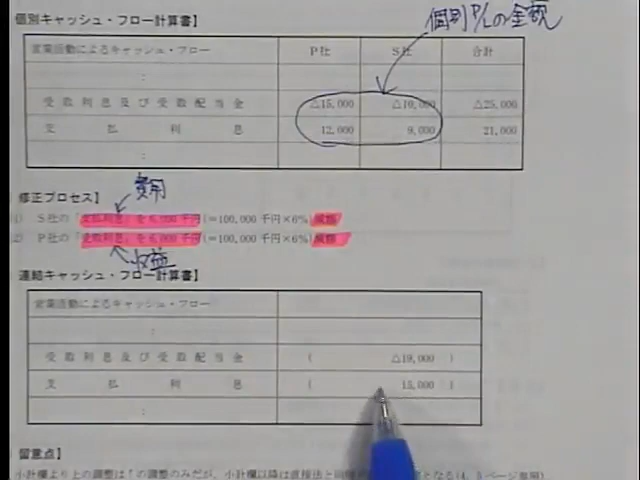 個別キャッシュ・フロー計算書】
個別P/Lの金額
営業活動によるキャッシュ・フロー P社 S社 合計
:
受取利息及び受取配当金 △15,000 △10,000 △25,000
支払利息 12,000 9,000 21,000
:
修正プロセス】
費用
1) S社の「支払利息」を6,000千円(=100,000千円×6%)減額
2) P社の「受取利息」を6,000千円(=100,000千円×6%)減額
収益
連結キャッシュ・フロー計算書】
営業活動によるキャッシュ・フロー
:
受取利息及び受取配当金 ( △19,000 )
支払利息 ( 15,000 )
:
留意点】
小計欄より上の調整は
の調整のみだが、小計欄以降は直接法と同